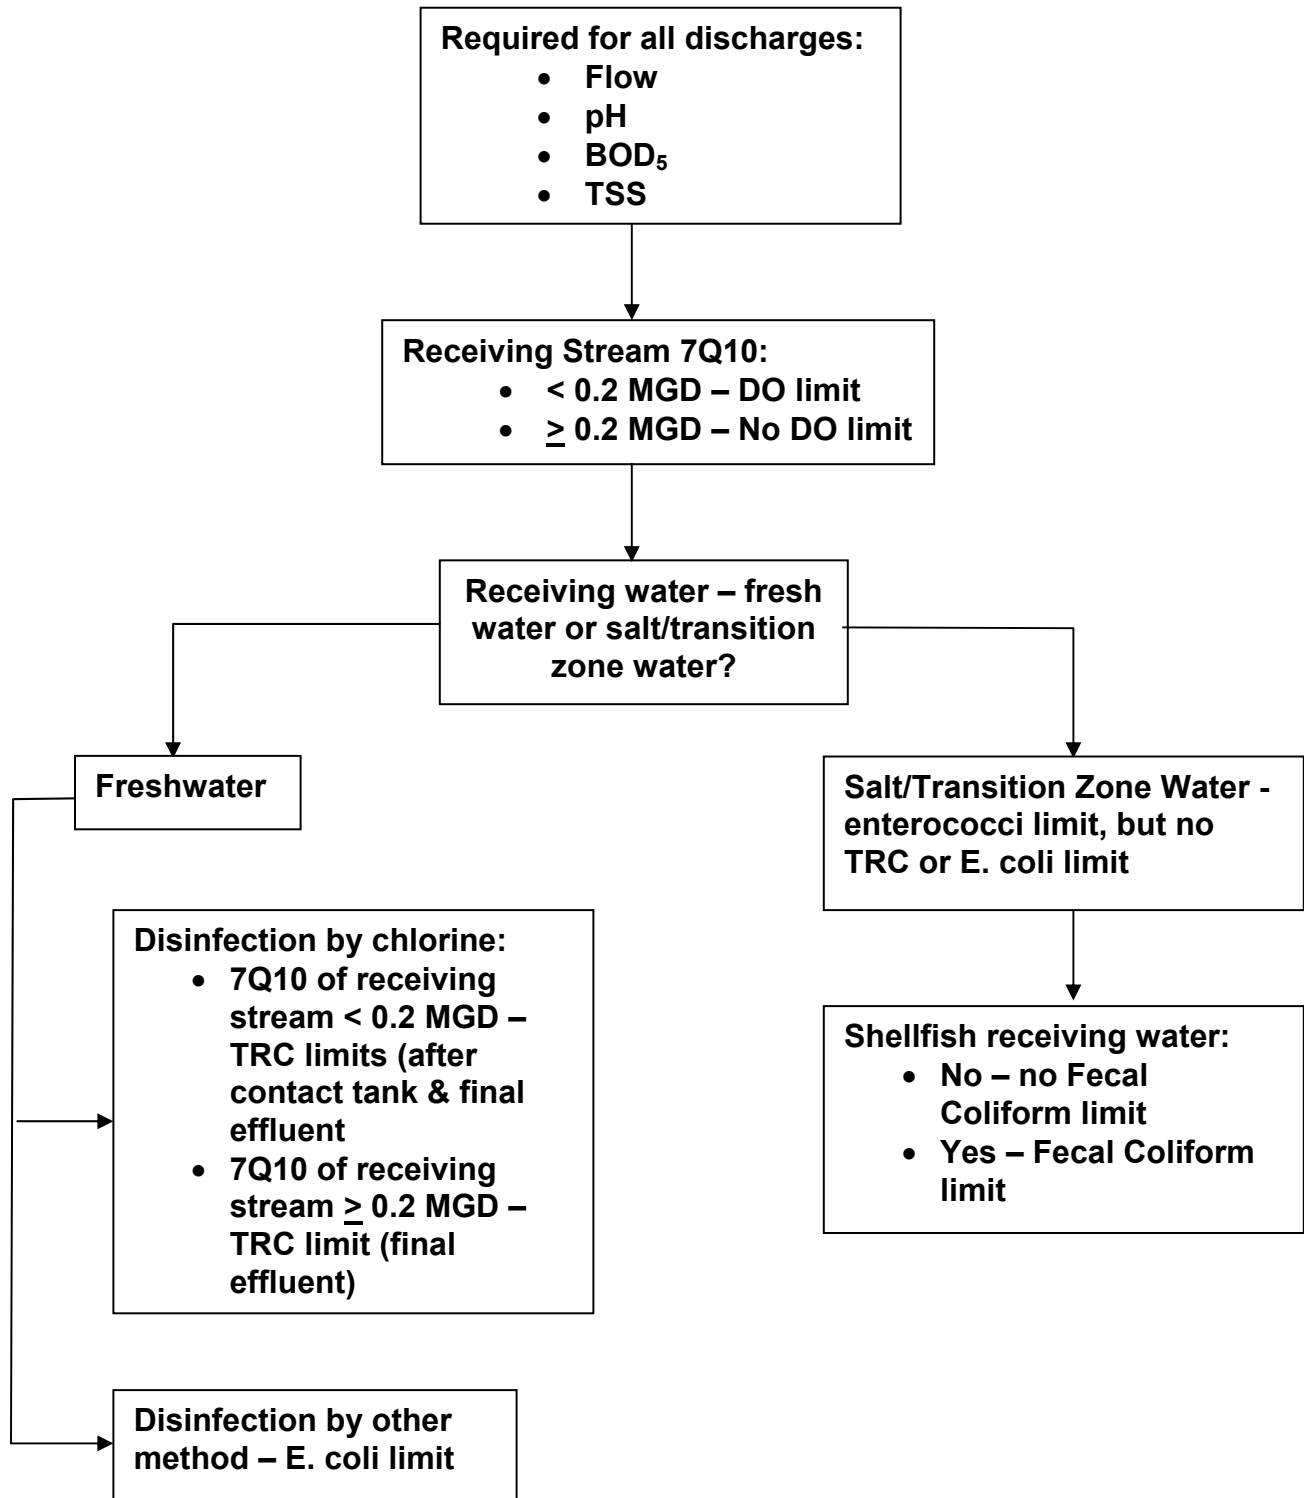 Required for all discharges:
• Flow
• pH
• BOD₅
• TSS
Receiving Stream 7Q10:
• < 0.2 MGD – DO limit
• ≥ 0.2 MGD – No DO limit
Receiving water – fresh
water or salt/transition
zone water?
Freshwater
Salt/Transition Zone Water -
enterococci limit, but no
TRC or E. coli limit
Disinfection by chlorine:
• 7Q10 of receiving
stream < 0.2 MGD –
TRC limits (after
contact tank & final
effluent
• 7Q10 of receiving
stream ≥ 0.2 MGD –
TRC limit (final
effluent)
Shellfish receiving water:
• No – no Fecal
Coliform limit
• Yes – Fecal Coliform
limit
Disinfection by other
method – E. coli limit